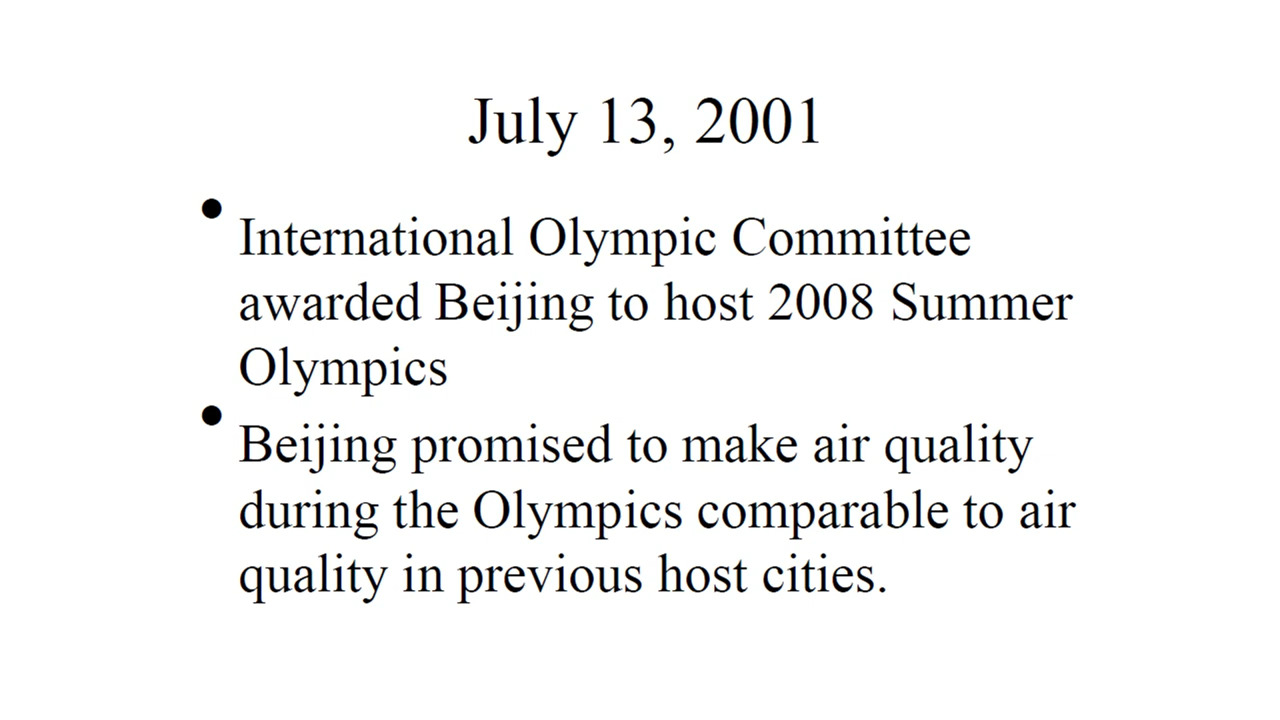 July 13, 2001
• International Olympic Committee
awarded Beijing to host 2008 Summer
Olympics
• Beijing promised to make air quality
during the Olympics comparable to air
quality in previous host cities.